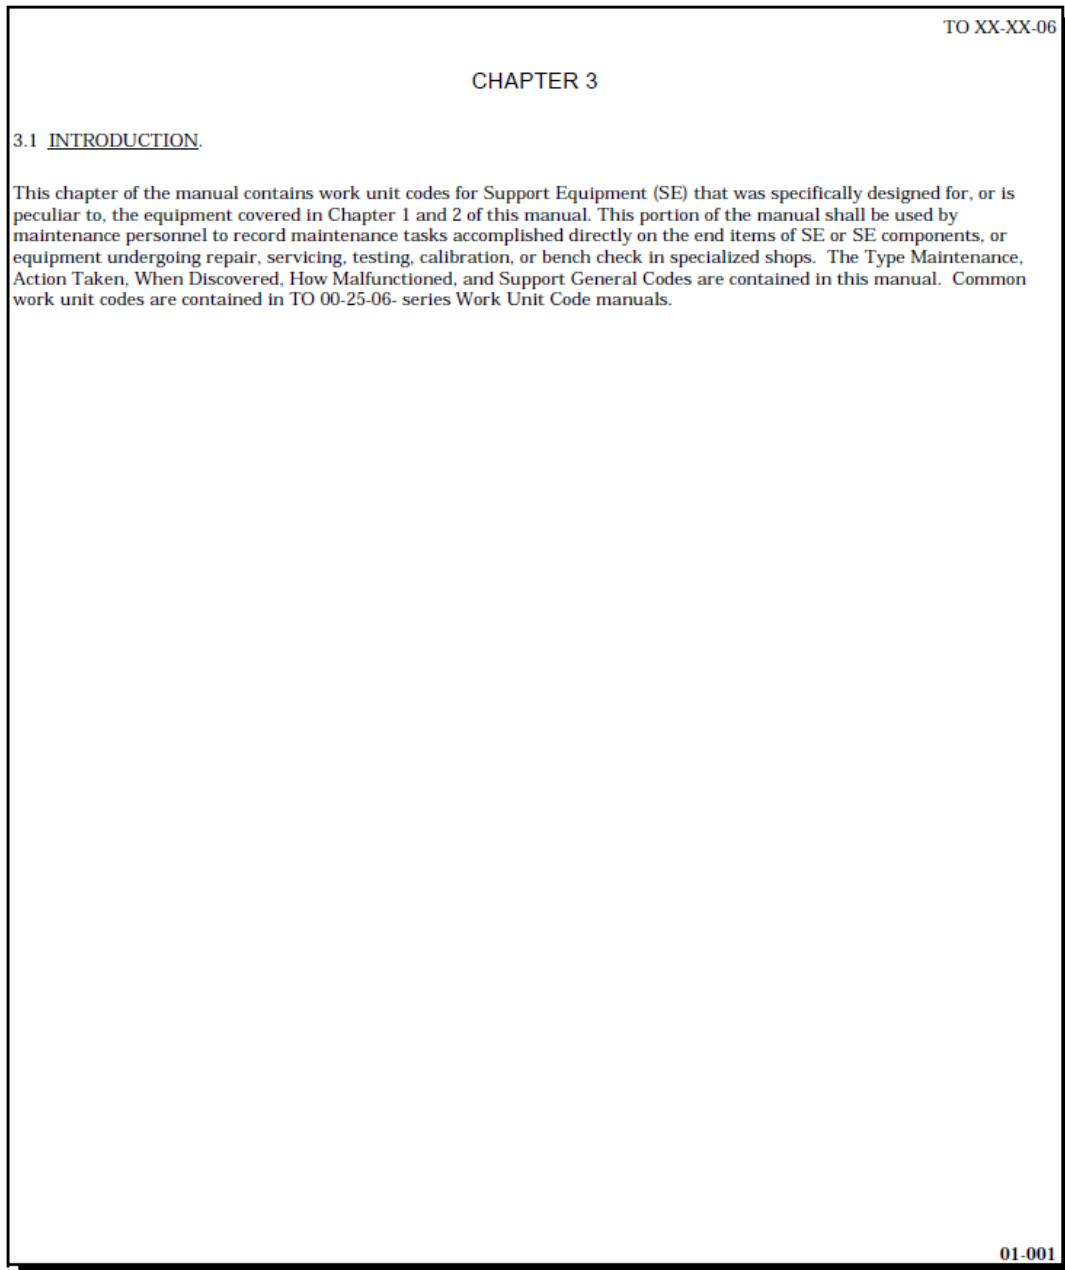 TO XX-XX-06
CHAPTER 3
3.1 INTRODUCTION.
This chapter of the manual contains work unit codes for Support Equipment (SE) that was specifically designed for, or is
peculiar to, the equipment covered in Chapter 1 and 2 of this manual. This portion of the manual shall be used by
maintenance personnel to record maintenance tasks accomplished directly on the end items of SE or SE components, or
equipment undergoing repair, servicing, testing, calibration, or bench check in specialized shops. The Type Maintenance,
Action Taken, When Discovered, How Malfunctioned, and Support General Codes are contained in this manual. Common
work unit codes are contained in TO 00-25-06- series Work Unit Code manuals.
01-001